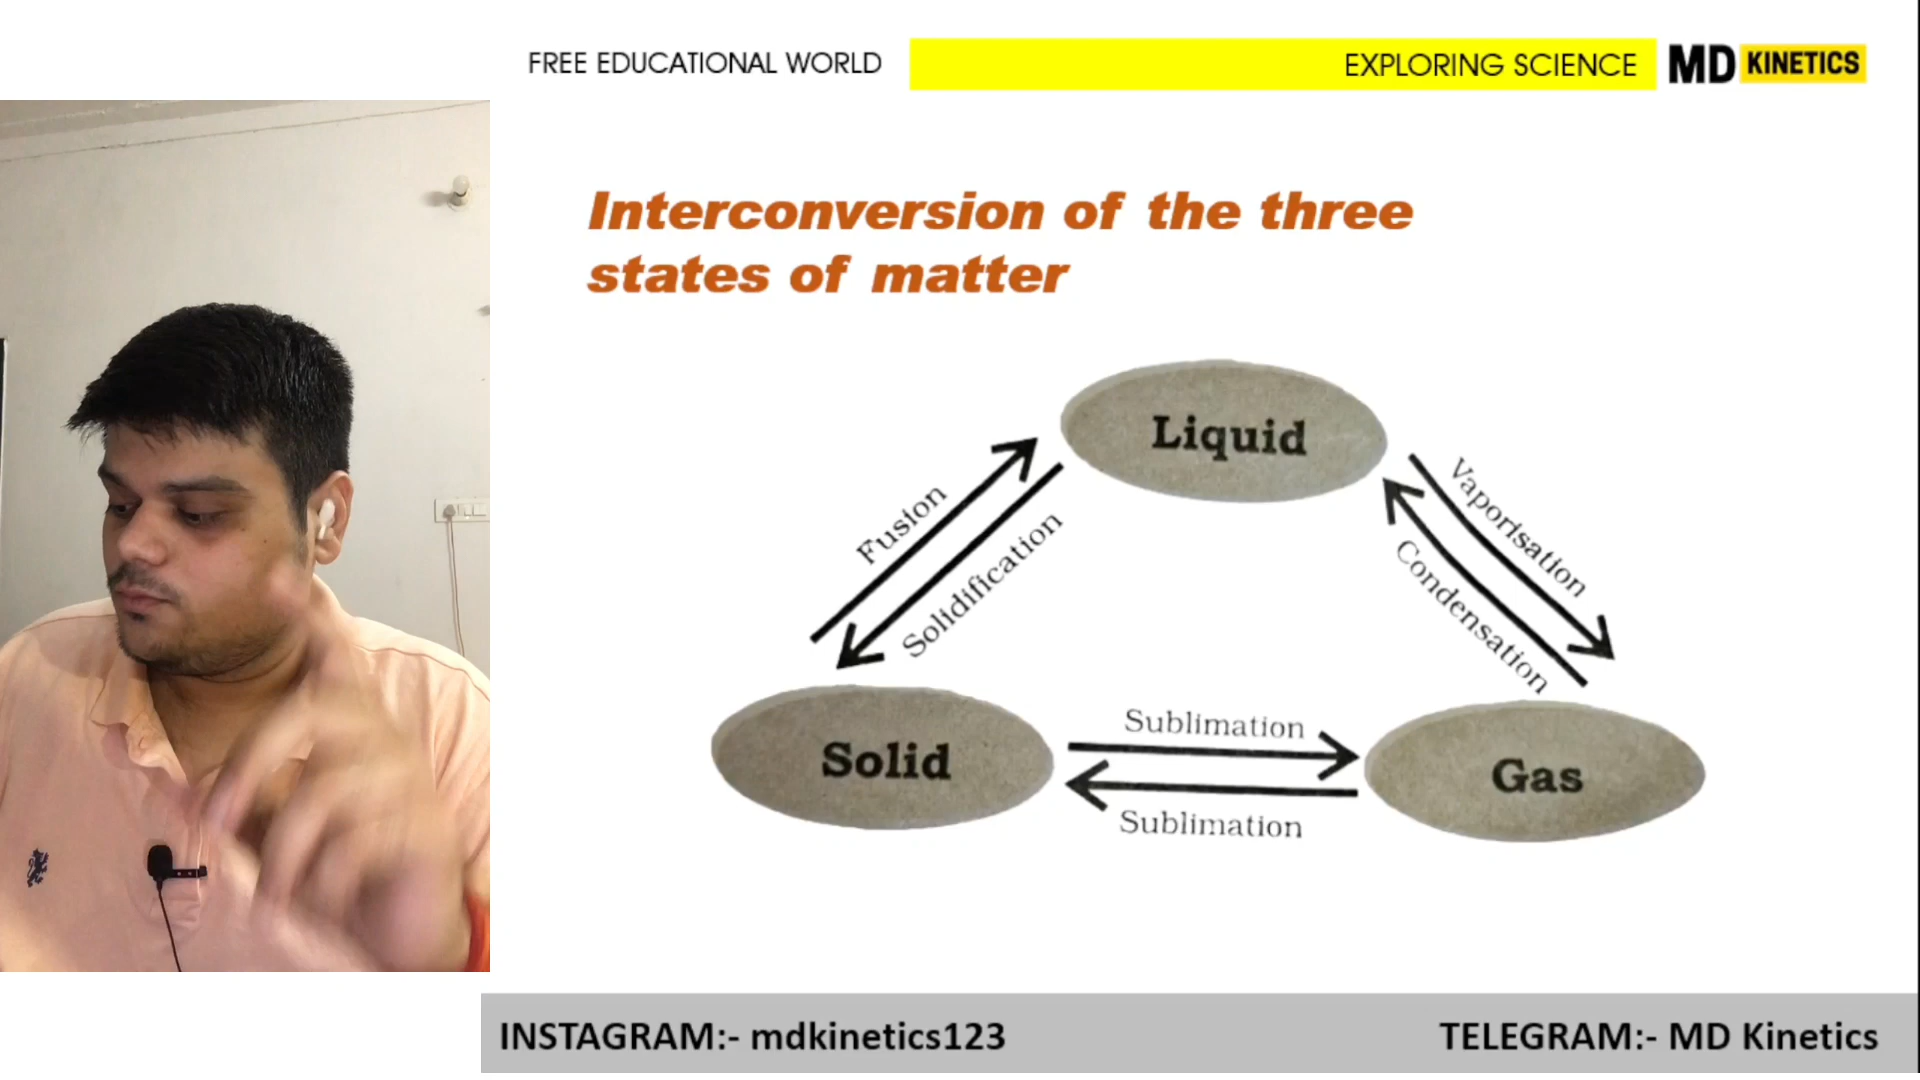 FREE EDUCATIONAL WORLD
EXPLORING SCIENCE
MD KINETICS
Interconversion of the three
states of matter
Liquid
Fusion
Solidification
Vaporisation
Condensation
Solid
Sublimation
Sublimation
Gas
INSTAGRAM:- mdkinetics123
TELEGRAM:- MD Kinetics